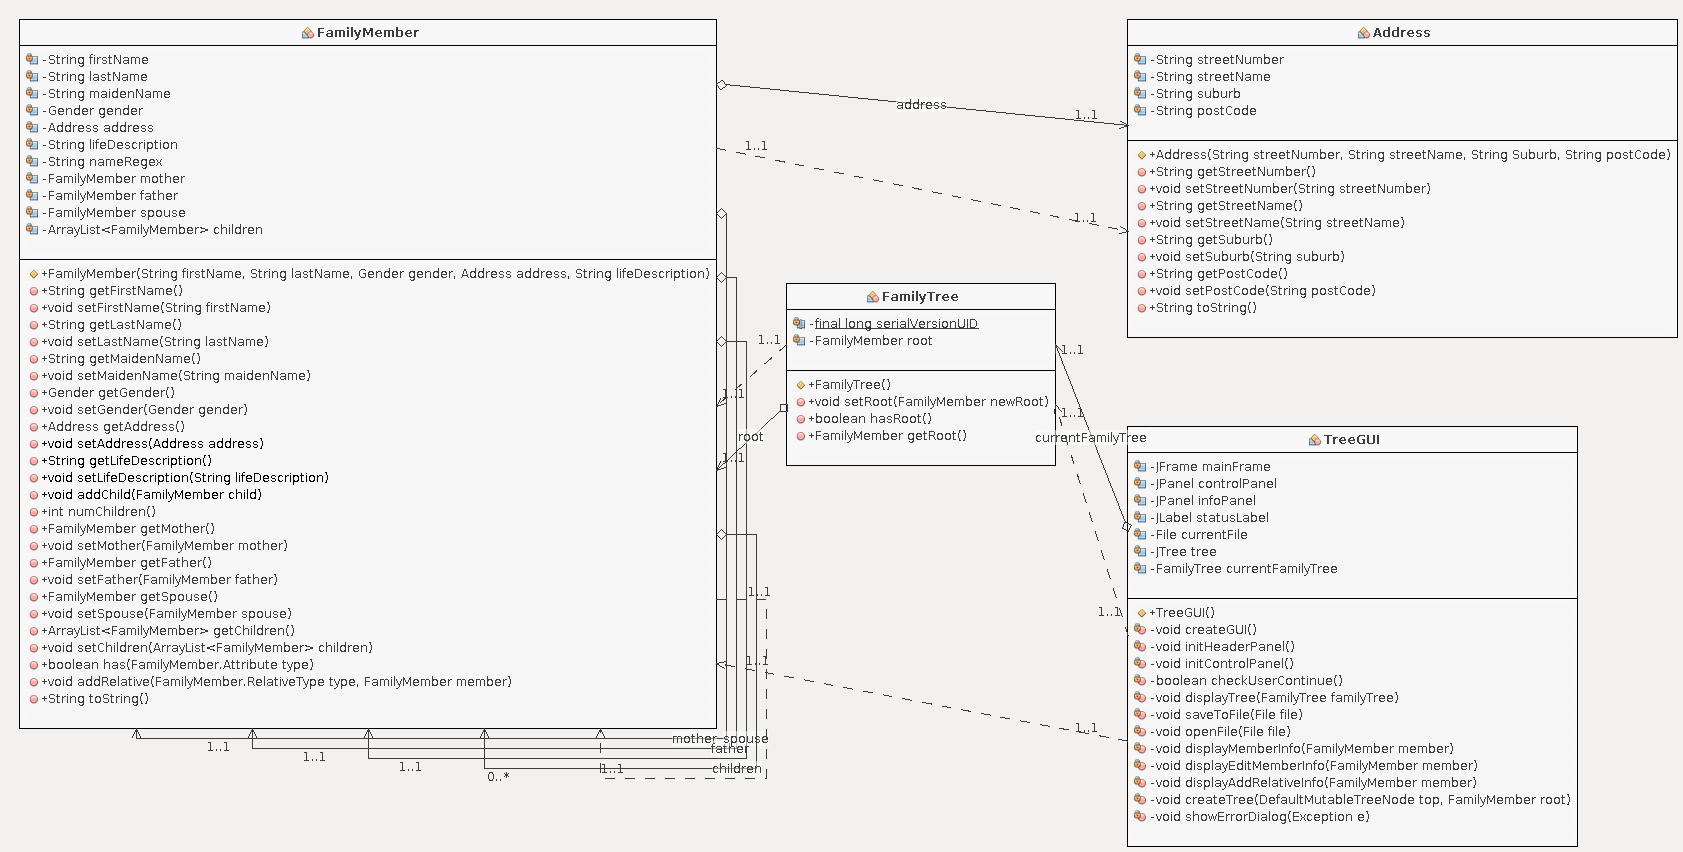 FamilyMember
-String firstName
-String lastName
-String maidenName
-Gender gender
-Address address
-String lifeDescription
-String nameRegex
-FamilyMember mother
-FamilyMember father
-FamilyMember spouse
-ArrayList<FamilyMember> children
+FamilyMember(String firstName, String lastName, Gender gender, Address address, String lifeDescription)
+String getFirstName()
+void setFirstName(String firstName)
+String getLastName()
+void setLastName(String lastName)
+String getMaidenName()
+void setMaidenName(String maidenName)
+Gender getGender()
+void setGender(Gender gender)
+Address getAddress()
+void setAddress(Address address)
+String getLifeDescription()
+void setLifeDescription(String lifeDescription)
+void addChild(FamilyMember child)
+int numChildren()
+FamilyMember getMother()
+void setMother(FamilyMember mother)
+FamilyMember getFather()
+void setFather(FamilyMember father)
+FamilyMember getSpouse()
+void setSpouse(FamilyMember spouse)
+ArrayList<FamilyMember> getChildren()
+void setChildren(ArrayList<FamilyMember> children)
+boolean has(FamilyMember.Attribute type)
+void addRelative(FamilyMember.RelativeType type, FamilyMember member)
+String toString()
address
1..1
1..1
1..1
Address
-String streetNumber
-String streetName
-String suburb
-String postCode
+Address(String streetNumber, String streetName, String Suburb, String postCode)
+String getStreetNumber()
+void setStreetNumber(String streetNumber)
+String getStreetName()
+void setStreetName(String streetName)
+String getSuburb()
+void setSuburb(String suburb)
+String getPostCode()
+void setPostCode(String postCode)
+String toString()
FamilyTree
-final long serialVersionUID
-FamilyMember root
+FamilyTree()
+void setRoot(FamilyMember newRoot)
+boolean hasRoot()
+FamilyMember getRoot()
1..1
1..1
root
1..1
1..1
1..1
currentFamilyTree
1..1
TreeGUI
-JFrame mainFrame
-JPanel controlPanel
-JPanel infoPanel
-JLabel statusLabel
-File currentFile
-JTree tree
-FamilyTree currentFamilyTree
+TreeGUI()
-void createGUI()
-void initHeaderPanel()
-void initControlPanel()
-boolean checkUserContinue()
-void displayTree(FamilyTree familyTree)
-void saveToFile(File file)
-void openFile(File file)
-void displayMemberInfo(FamilyMember member)
-void displayEditMemberInfo(FamilyMember member)
-void displayAddRelativeInfo(FamilyMember member)
-void createTree(DefaultMutableTreeNode top, FamilyMember root)
-void showErrorDialog(Exception e)
1..1
1..1
1..1
mother spouse
1..1
father
1..1
1..1
children
1..1
0..*